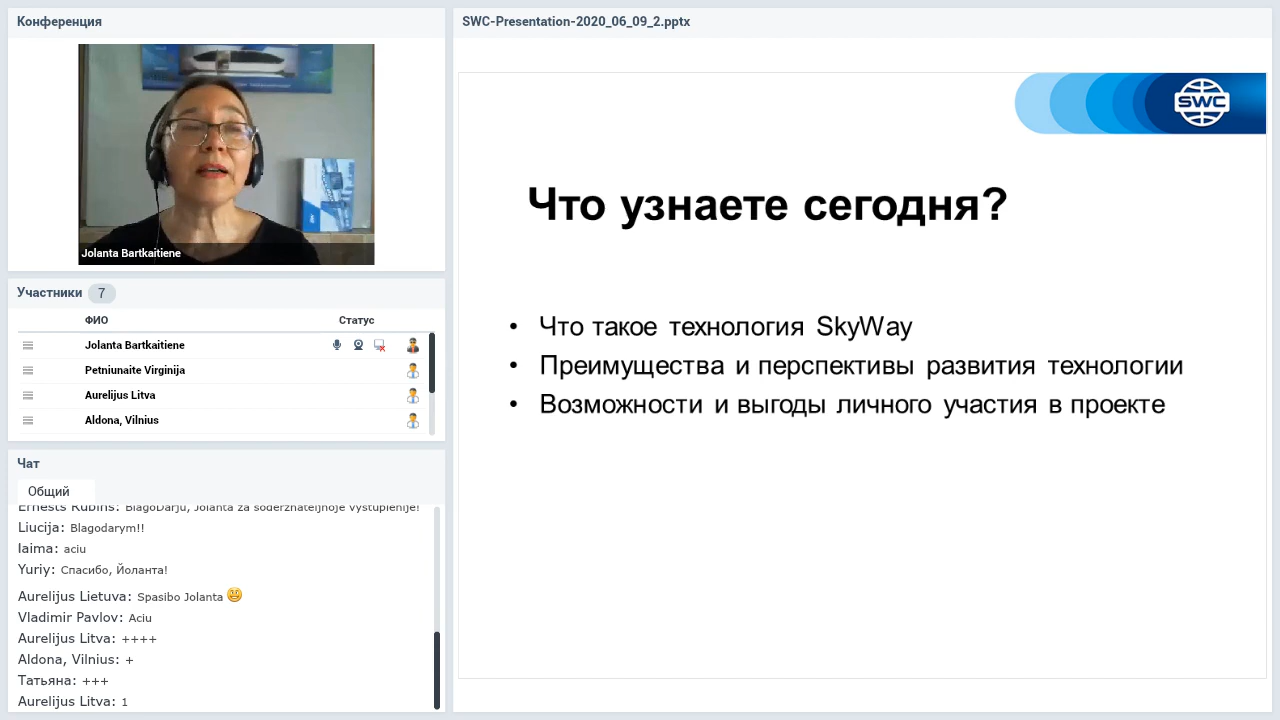 Конференция
Jolanta Bartkaitiene
Участники 7
ФИО Статус
Jolanta Bartkaitiene
Petniunaite Virginija
Aurelijus Litva
Aldona, Vilnius
Чат
Общий
Ernests Rubins: BlagoDarju, Jolanta za soderzhateljnoje vystuplenije!
Liucija: Blagodarym!!
laima: aciu
Yuriy: Спасибо, Йоланта!
Aurelijus Lietuva: Spasibo Jolanta
Vladimir Pavlov: Aciu
Aurelijus Litva: ++++
Aldona, Vilnius: +
Татьяна: +++
Aurelijus Litva: 1
SWC-Presentation-2020_06_09_2.pptx
SWC
Что узнаете сегодня?
• Что такое технология SkyWay
• Преимущества и перспективы развития технологии
• Возможности и выгоды личного участия в проекте